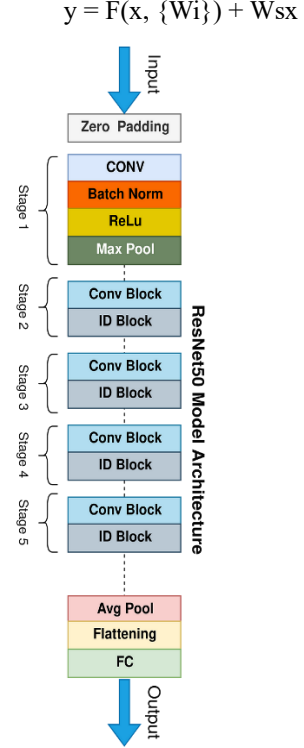 y = F(x, {Wi}) + Wsx
Input
Zero Padding
Stage 1
CONV
Batch Norm
ReLu
Max Pool
Stage 2
Conv Block
ID Block
Stage 3
Conv Block
ID Block
Stage 4
Conv Block
ID Block
Stage 5
Conv Block
ID Block
ResNet50 Model Architecture
Avg Pool
Flattening
FC
Output